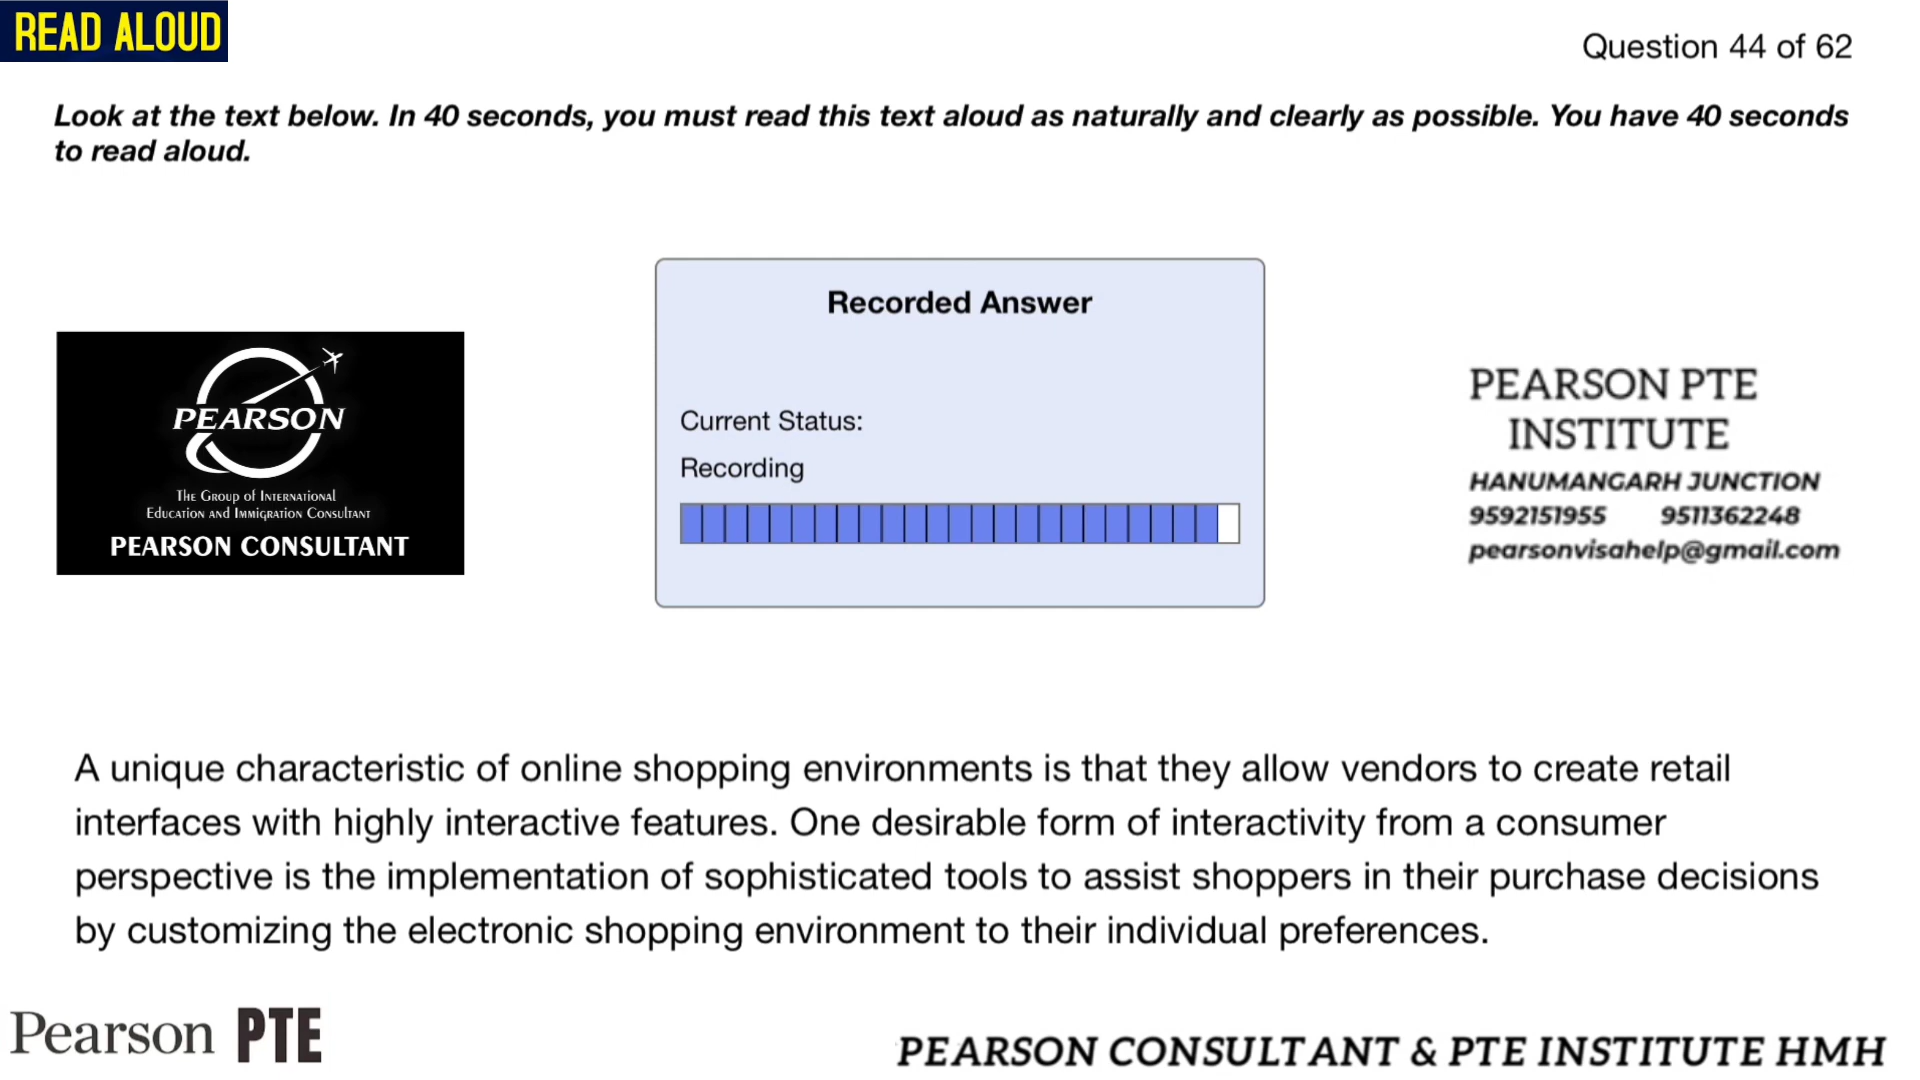 READ ALOUD
Question 44 of 62
Look at the text below. In 40 seconds, you must read this text aloud as naturally and clearly as possible. You have 40 seconds
to read aloud.
Recorded Answer
Current Status:
Recording
PEARSON
The Group of International
Education and Immigration Consultant
PEARSON CONSULTANT
PEARSON PTE
INSTITUTE
HANUMANGARH JUNCTION
9592151955 9511362248
pearsonvisahelp@gmail.com
A unique characteristic of online shopping environments is that they allow vendors to create retail
interfaces with highly interactive features. One desirable form of interactivity from a consumer
perspective is the implementation of sophisticated tools to assist shoppers in their purchase decisions
by customizing the electronic shopping environment to their individual preferences.
Pearson PTE
PEARSON CONSULTANT & PTE INSTITUTE HMH